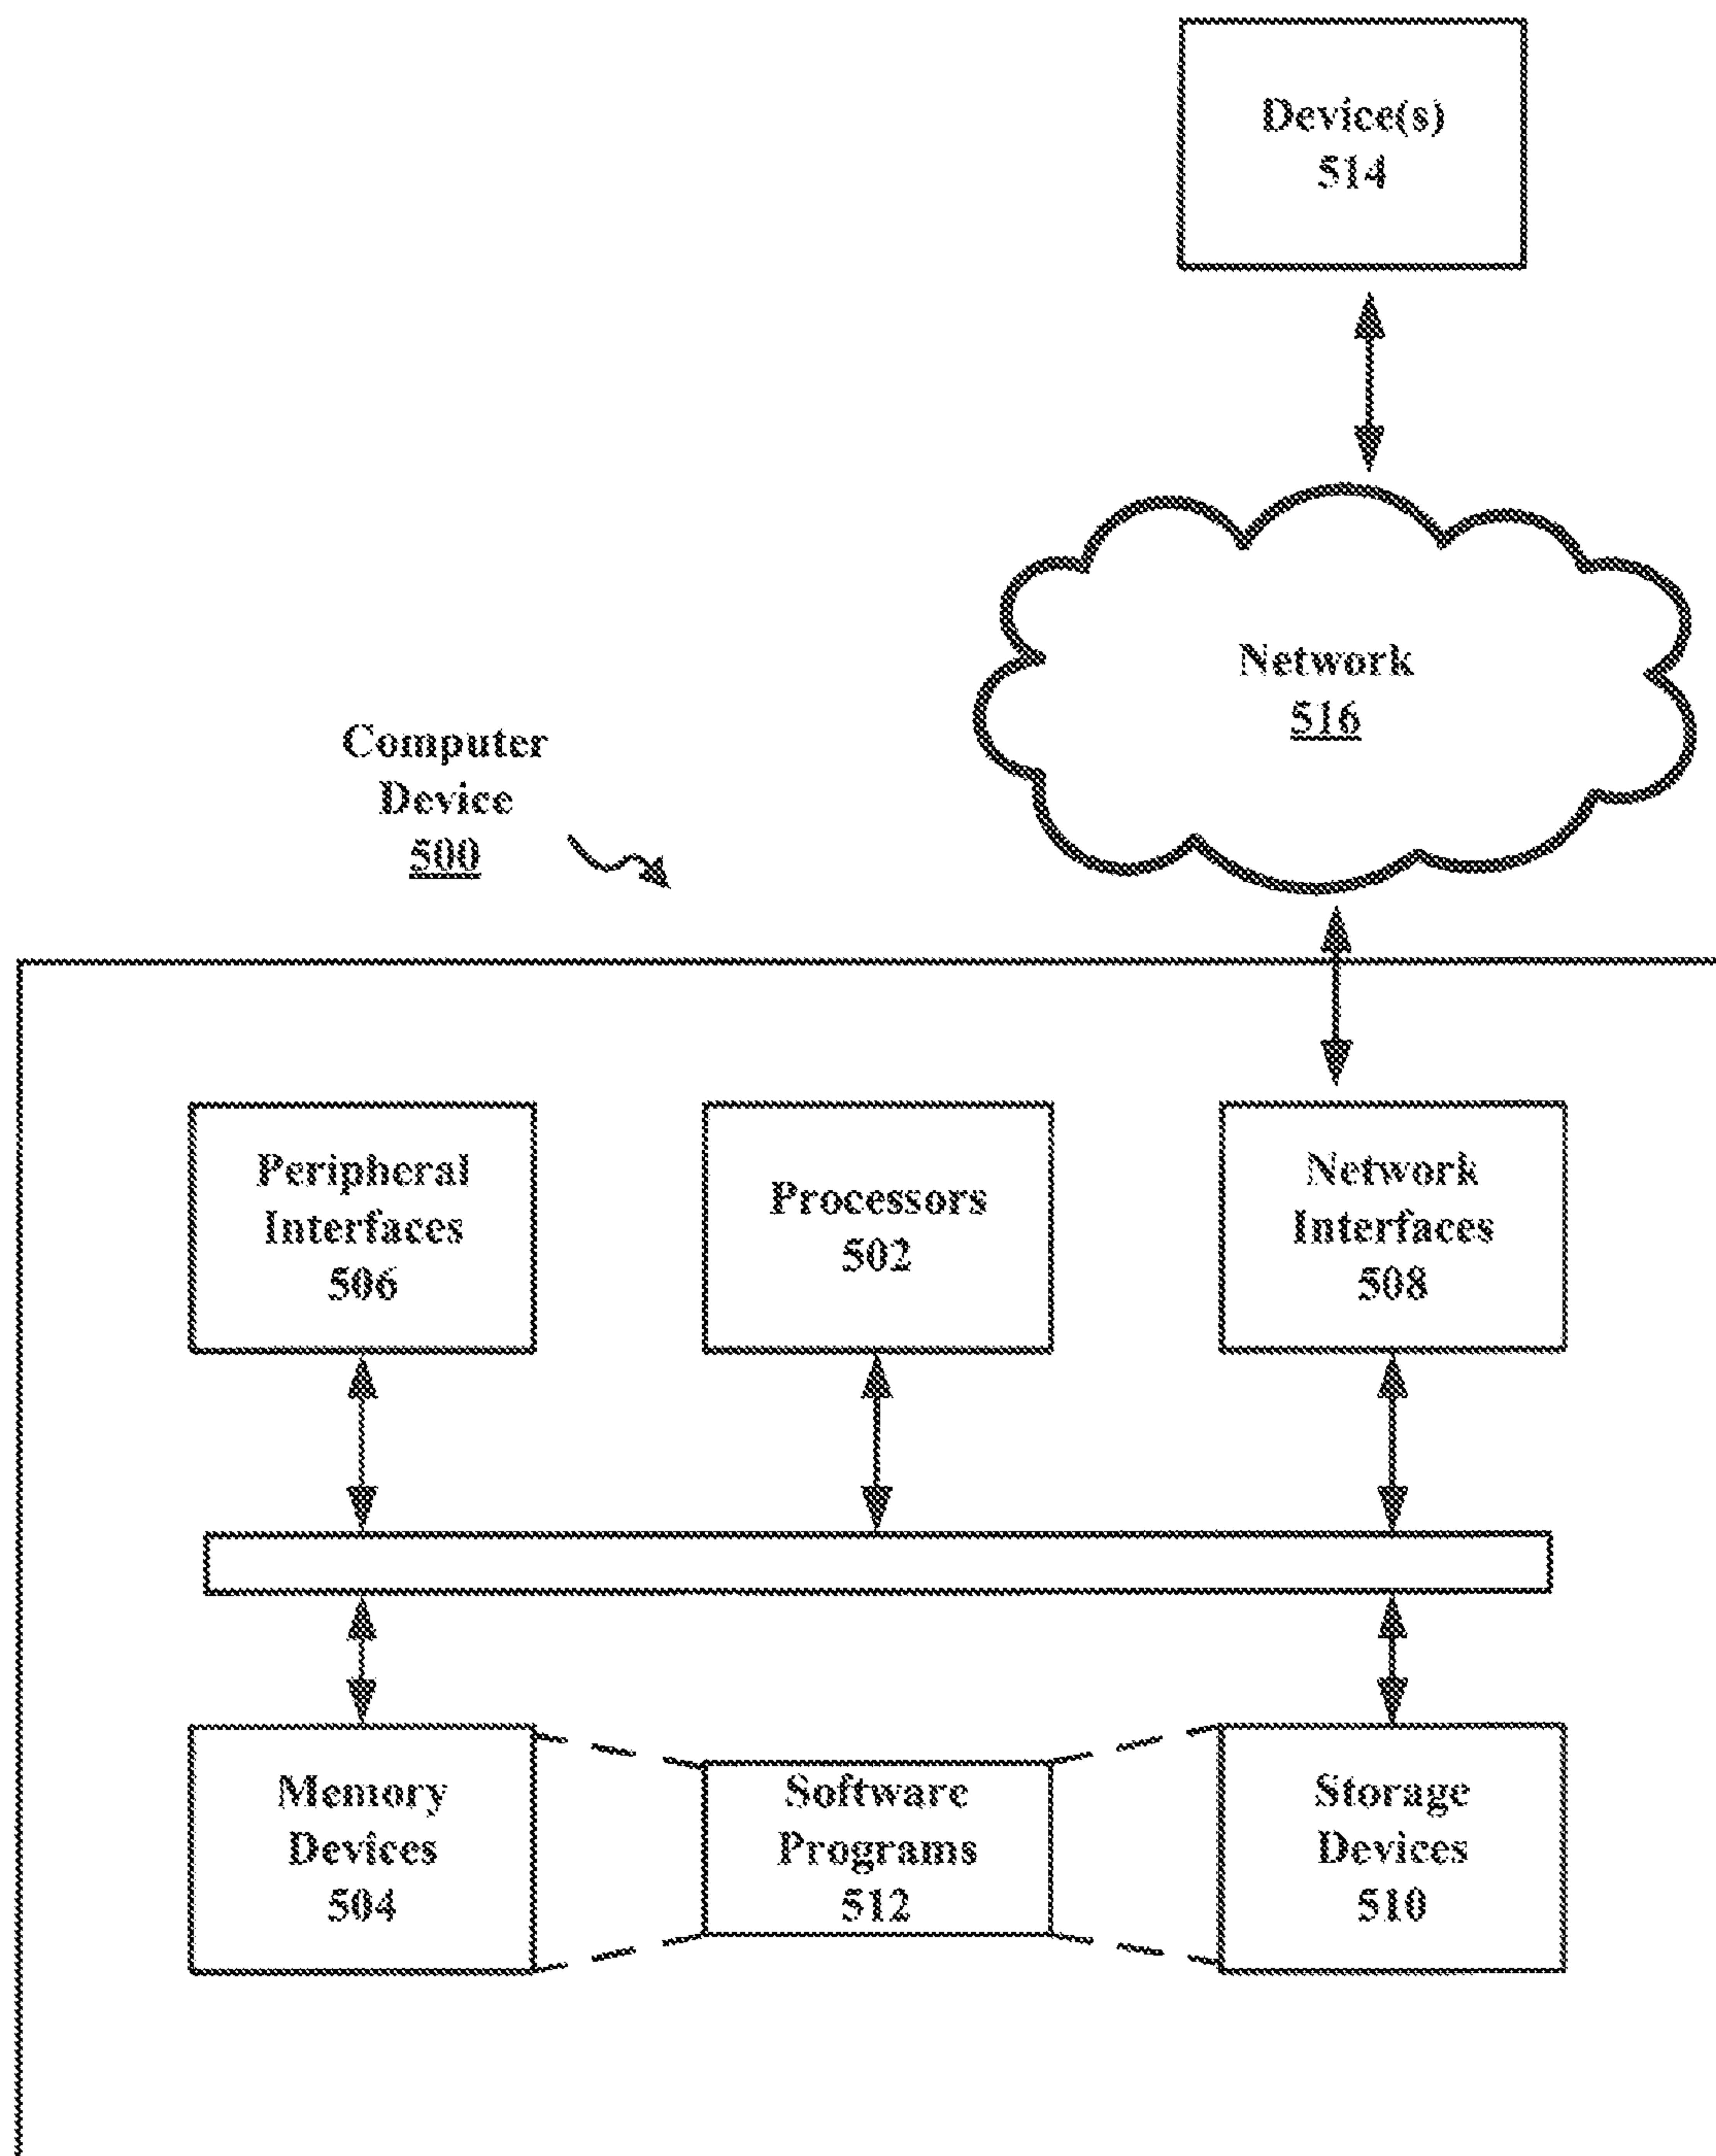 Device(s)
514
Network
516
Computer
Device
500
Peripheral
Interfaces
506
Processors
502
Network
Interfaces
508
Memory
Devices
504
Software
Programs
512
Storage
Devices
510